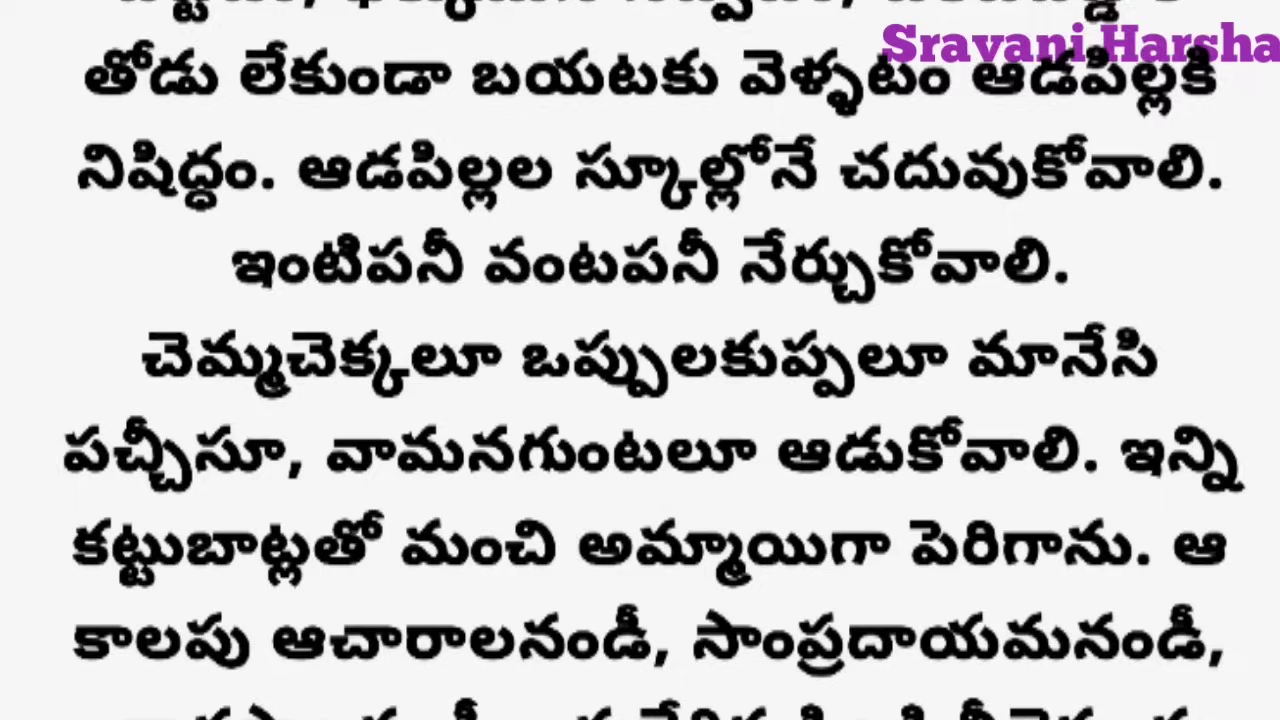 Sravani Harsha
తోడు లేకుండా బయటకు వెళ్ళటం ఆడపిల్లకి
నిషిద్ధం. ఆడపిల్లల స్కూల్లోనే చదువుకోవాలి.
ఇంటిపనీ వంటపనీ నేర్చుకోవాలి.
చెమ్మచెక్కలూ ఒప్పులకుప్పలూ మానేసి
పచ్చీసూ, వామనగుంటలూ ఆడుకోవాలి. ఇన్ని
కట్టుబాట్లతో మంచి అమ్మాయిగా పెరిగాను. ఆ
కాలపు ఆచారాలనండీ, సాంప్రదాయమనండీ,